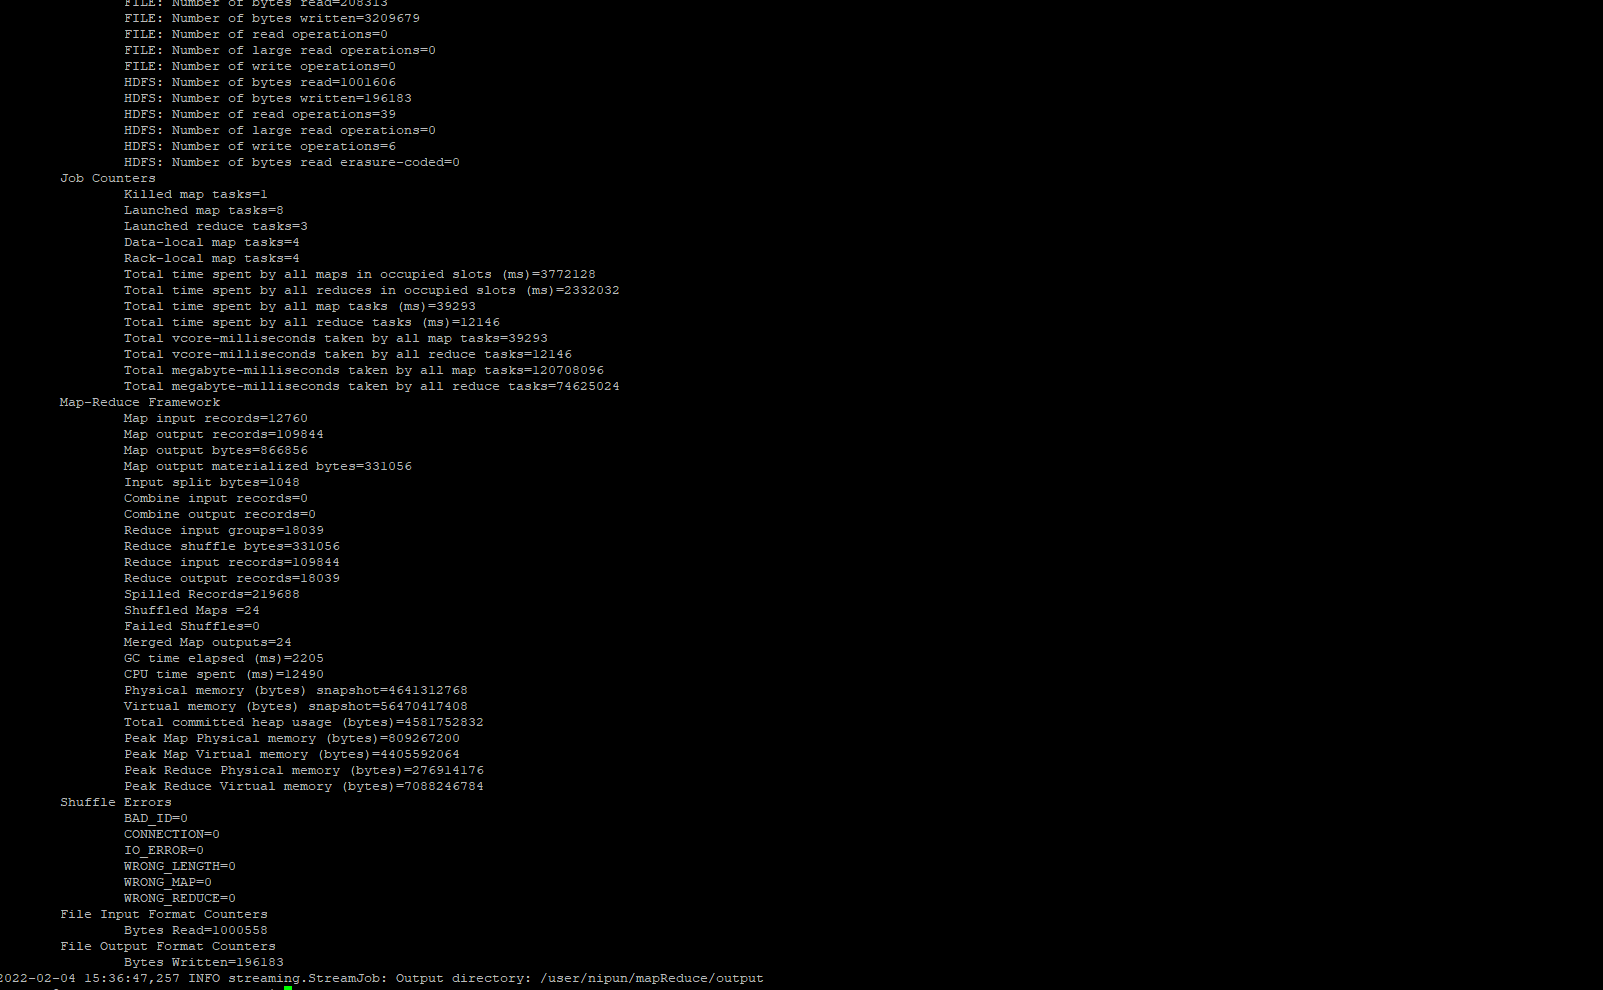 FILE: Number of bytes read=208313
FILE: Number of bytes written=3209679
FILE: Number of read operations=0
FILE: Number of large read operations=0
FILE: Number of write operations=0
HDFS: Number of bytes read=1001606
HDFS: Number of bytes written=196183
HDFS: Number of read operations=39
HDFS: Number of large read operations=0
HDFS: Number of write operations=6
HDFS: Number of bytes read erasure-coded=0
Job Counters
Killed map tasks=1
Launched map tasks=8
Launched reduce tasks=3
Data-local map tasks=4
Rack-local map tasks=4
Total time spent by all maps in occupied slots (ms)=3772128
Total time spent by all reduces in occupied slots (ms)=2332032
Total time spent by all map tasks (ms)=39293
Total time spent by all reduce tasks (ms)=12146
Total vcore-milliseconds taken by all map tasks=39293
Total vcore-milliseconds taken by all reduce tasks=12146
Total megabyte-milliseconds taken by all map tasks=120708096
Total megabyte-milliseconds taken by all reduce tasks=74625024
Map-Reduce Framework
Map input records=12760
Map output records=109844
Map output bytes=866856
Map output materialized bytes=331056
Input split bytes=1048
Combine input records=0
Combine output records=0
Reduce input groups=18039
Reduce shuffle bytes=331056
Reduce input records=109844
Reduce output records=18039
Spilled Records=219688
Shuffled Maps =24
Failed Shuffles=0
Merged Map outputs=24
GC time elapsed (ms)=2205
CPU time spent (ms)=12490
Physical memory (bytes) snapshot=4641312768
Virtual memory (bytes) snapshot=56470417408
Total committed heap usage (bytes)=4581752832
Peak Map Physical memory (bytes)=809267200
Peak Map Virtual memory (bytes)=4405592064
Peak Reduce Physical memory (bytes)=276914176
Peak Reduce Virtual memory (bytes)=7088246784
Shuffle Errors
BAD_ID=0
CONNECTION=0
IO_ERROR=0
WRONG_LENGTH=0
WRONG_MAP=0
WRONG_REDUCE=0
File Input Format Counters
Bytes Read=1000558
File Output Format Counters
Bytes Written=196183
2022-02-04 15:36:47,257 INFO streaming.StreamJob: Output directory: /user/nipun/mapReduce/output